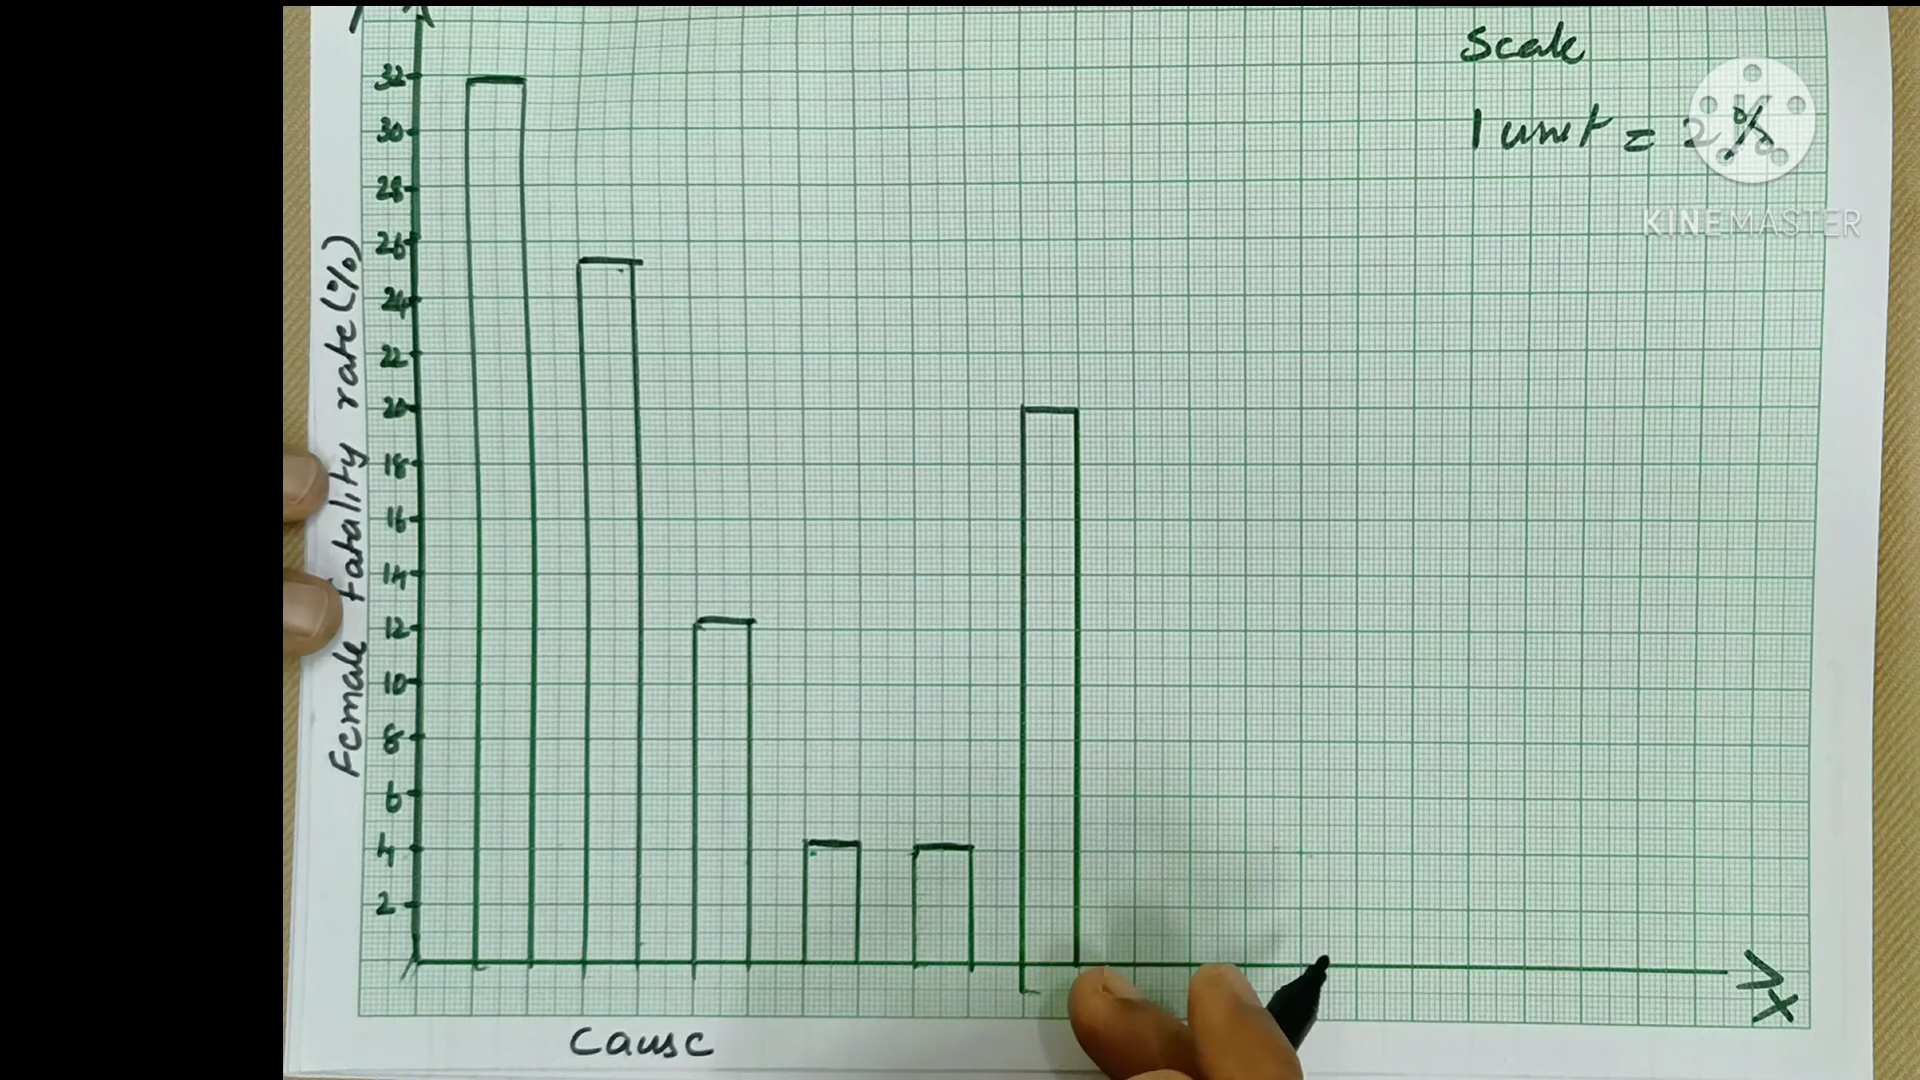 Scale
1 unit = 2%
KINEMASTER
32
30
28
26
24
22
20
18
16
14
12
10
8
6
4
2
Female fatality rate (%)
Cause
X